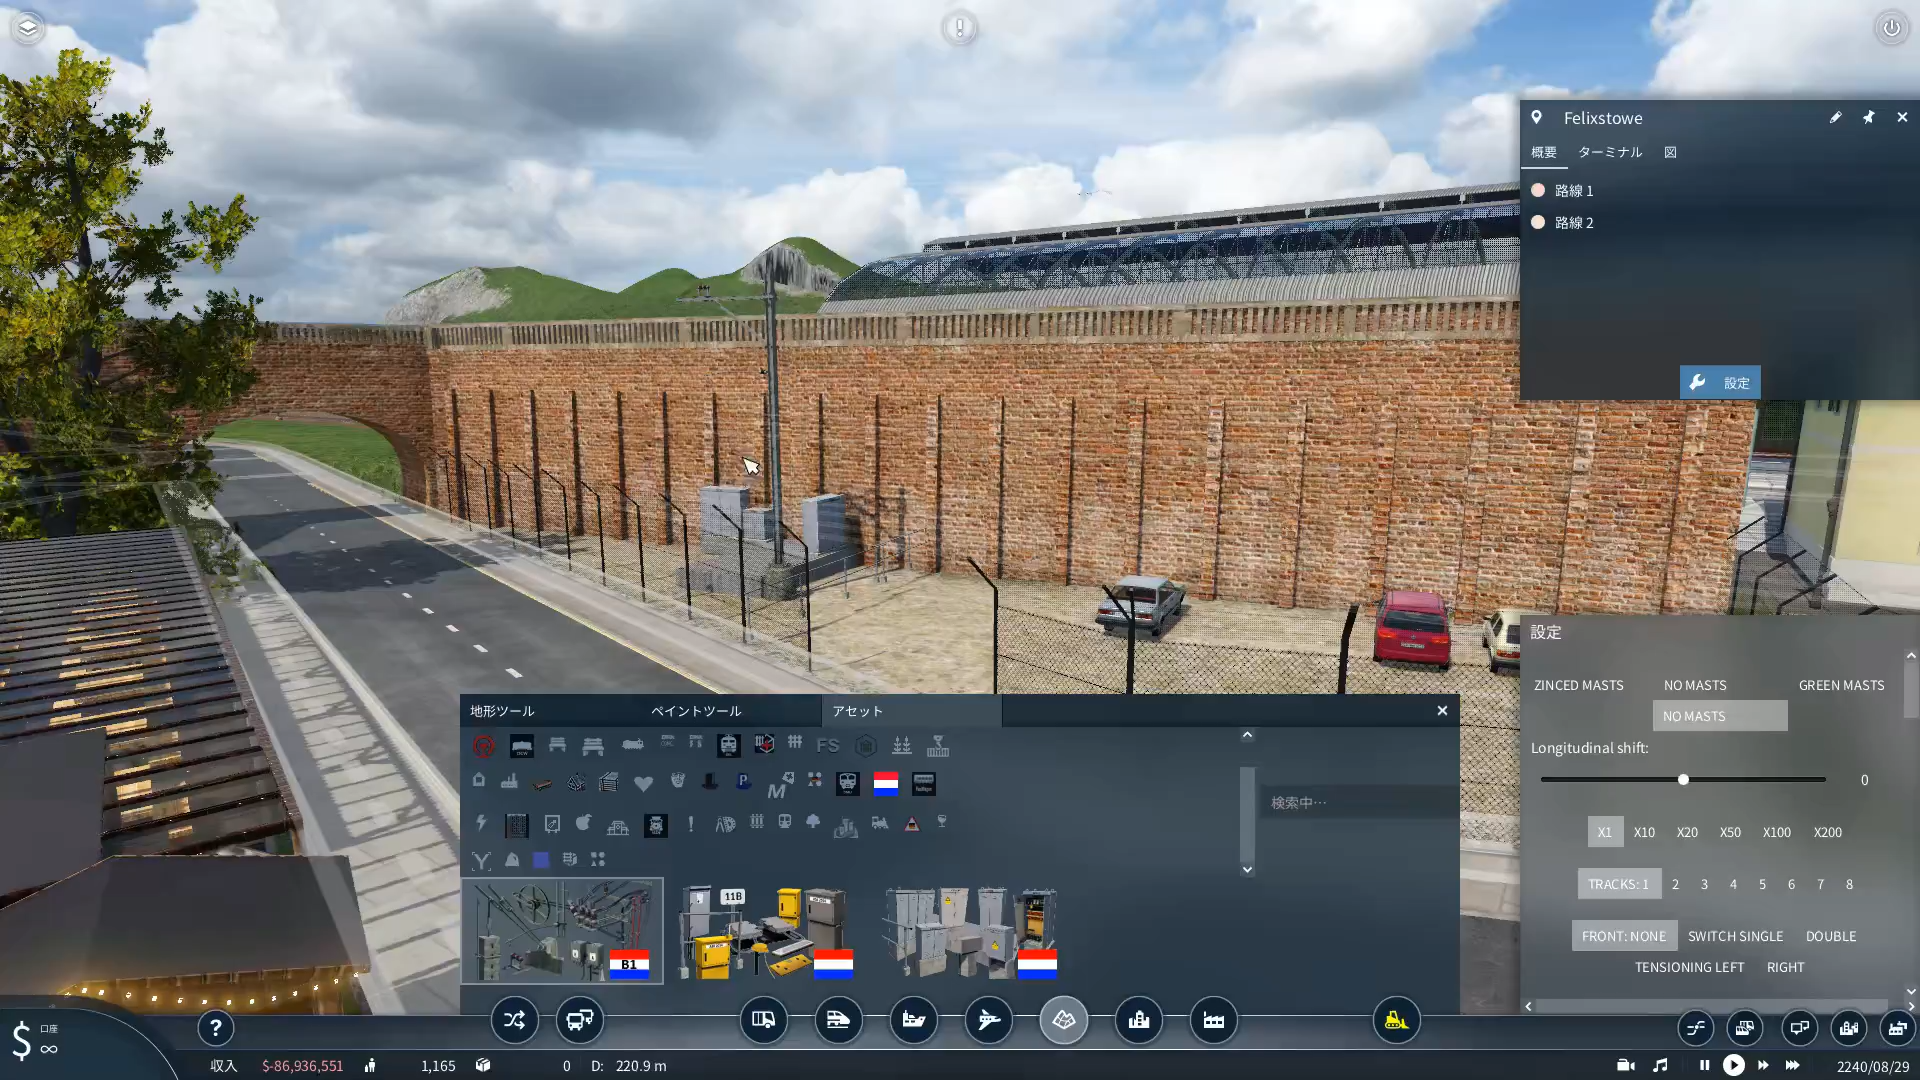 Felixstowe
概要 ターミナル 図
路線 1
路線 2
設定
設定
ZINCED MASTS NO MASTS GREEN MASTS
NO MASTS
Longitudinal shift:
0
X1 X10 X20 X50 X100 X200
TRACKS: 1 2 3 4 5 6 7 8
FRONT: NONE SWITCH SINGLE DOUBLE
TENSIONING LEFT RIGHT
地形ツール ペイントツール アセット
FS
P
M
検索中…
11B
B1
口座
$ ∞
?
収入 $-86,936,551 1,165 0 D: 220.9 m
2240/08/29